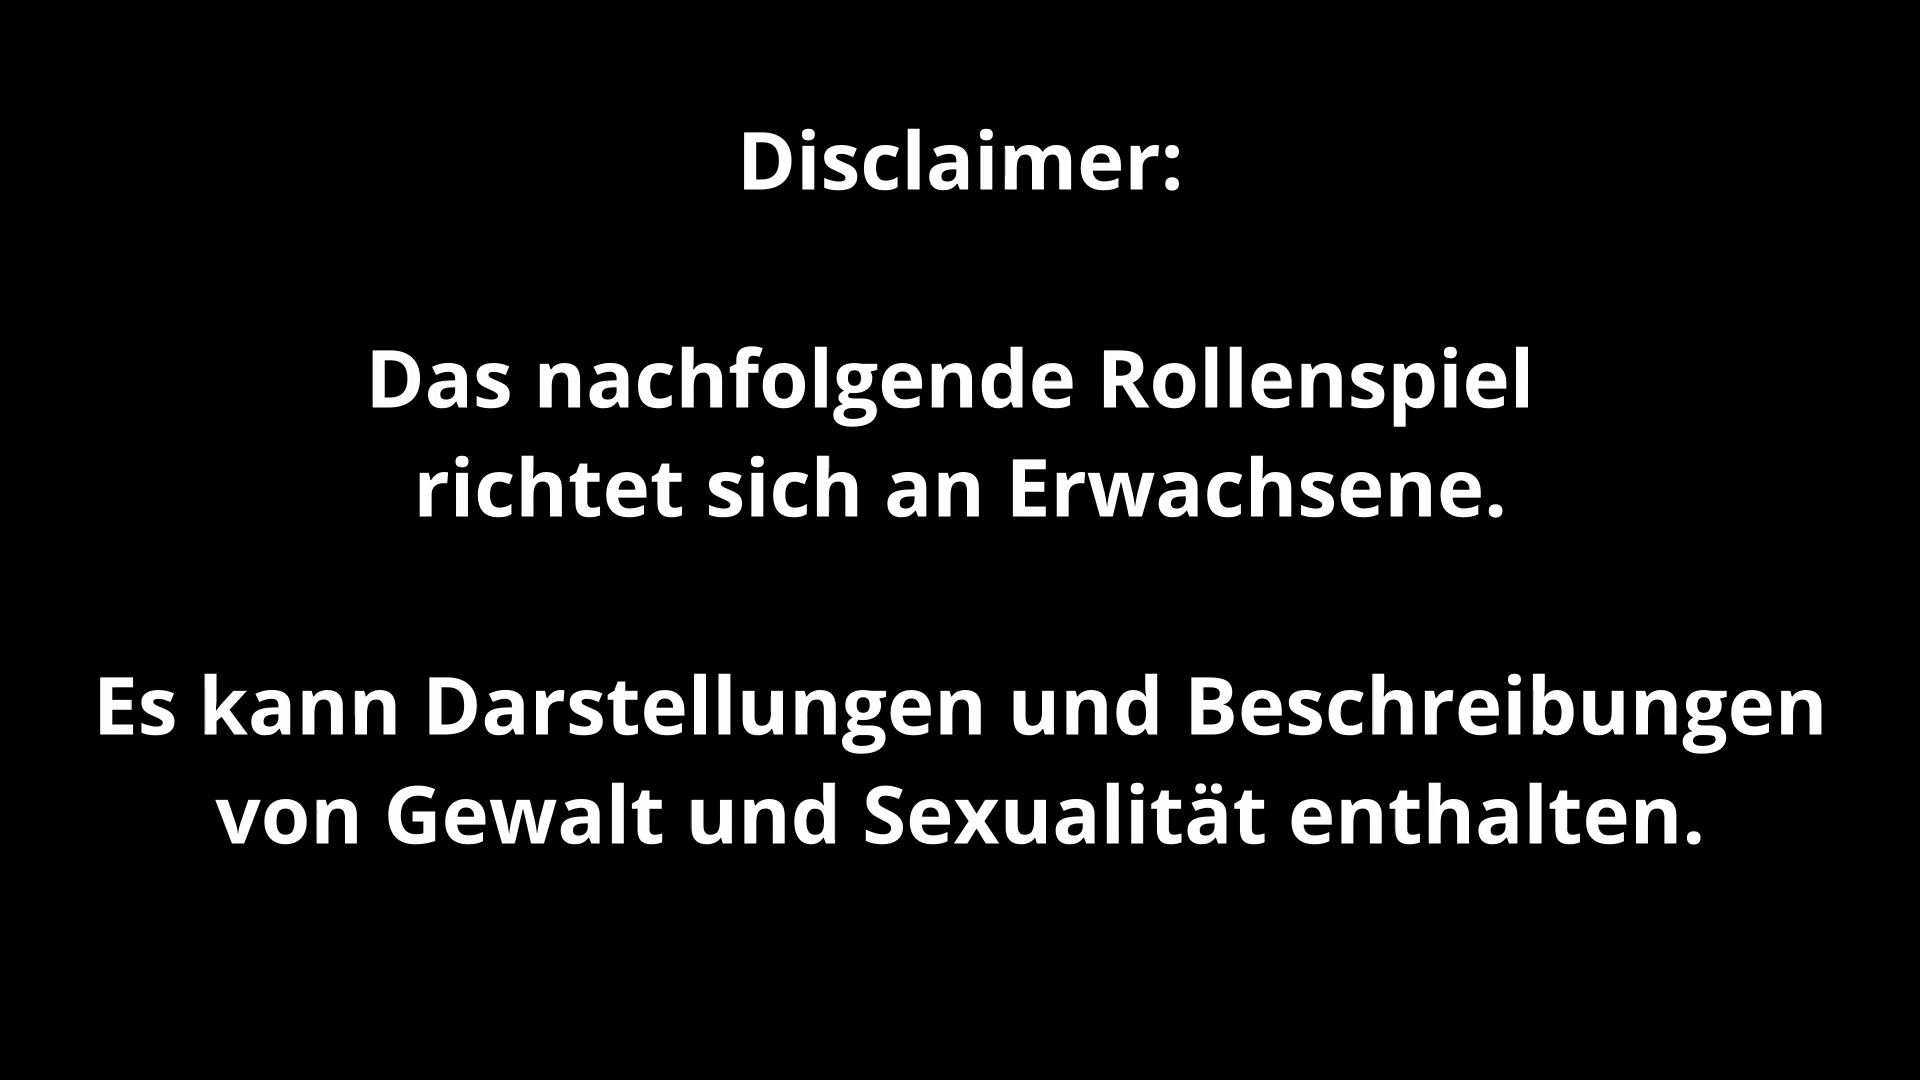 Disclaimer:
Das nachfolgende Rollenspiel
richtet sich an Erwachsene.
Es kann Darstellungen und Beschreibungen
von Gewalt und Sexualität enthalten.